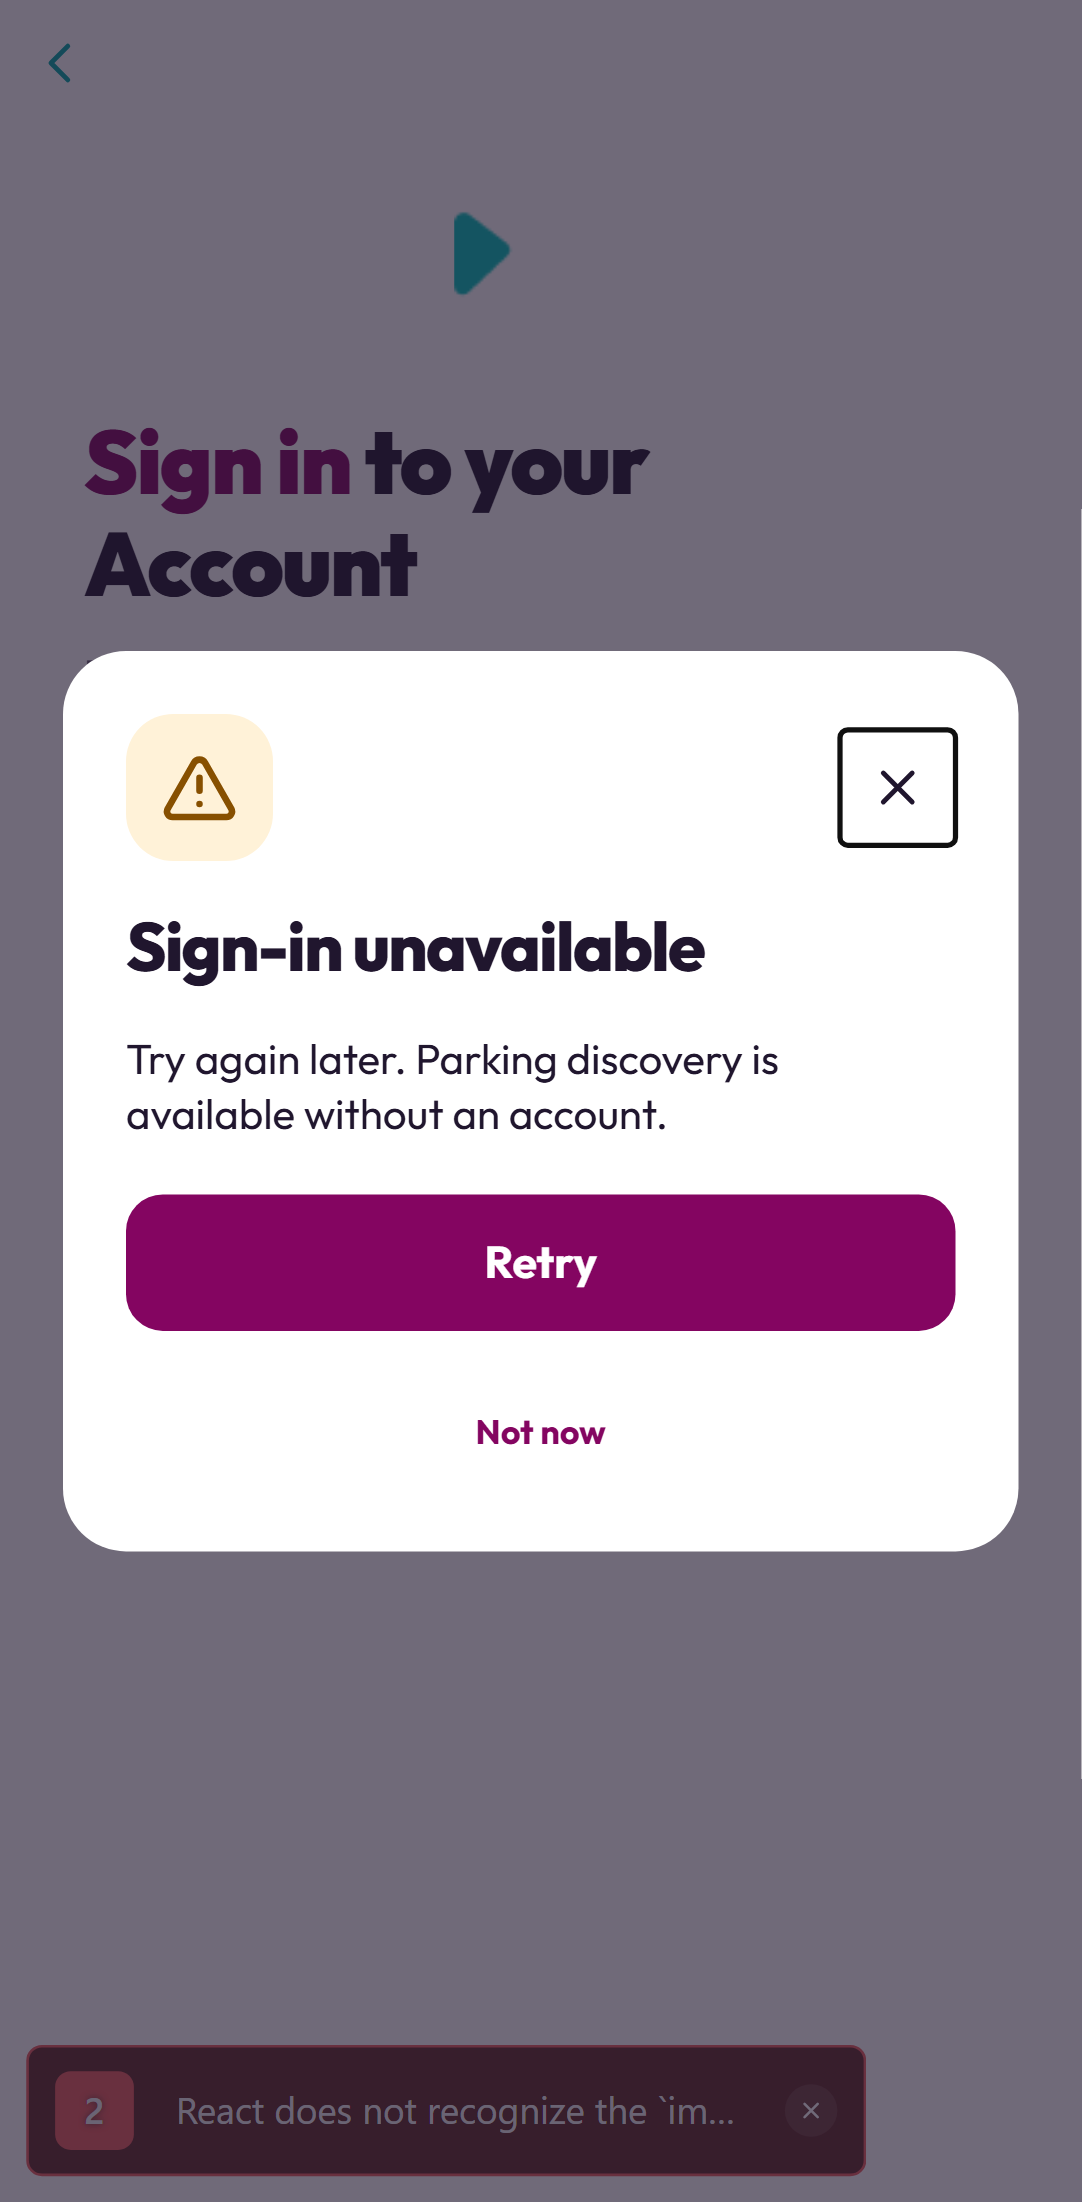 Sign in to your
Account
Sign-in unavailable
Try again later. Parking discovery is
available without an account.
Retry
Not now
2
React does not recognize the `im...